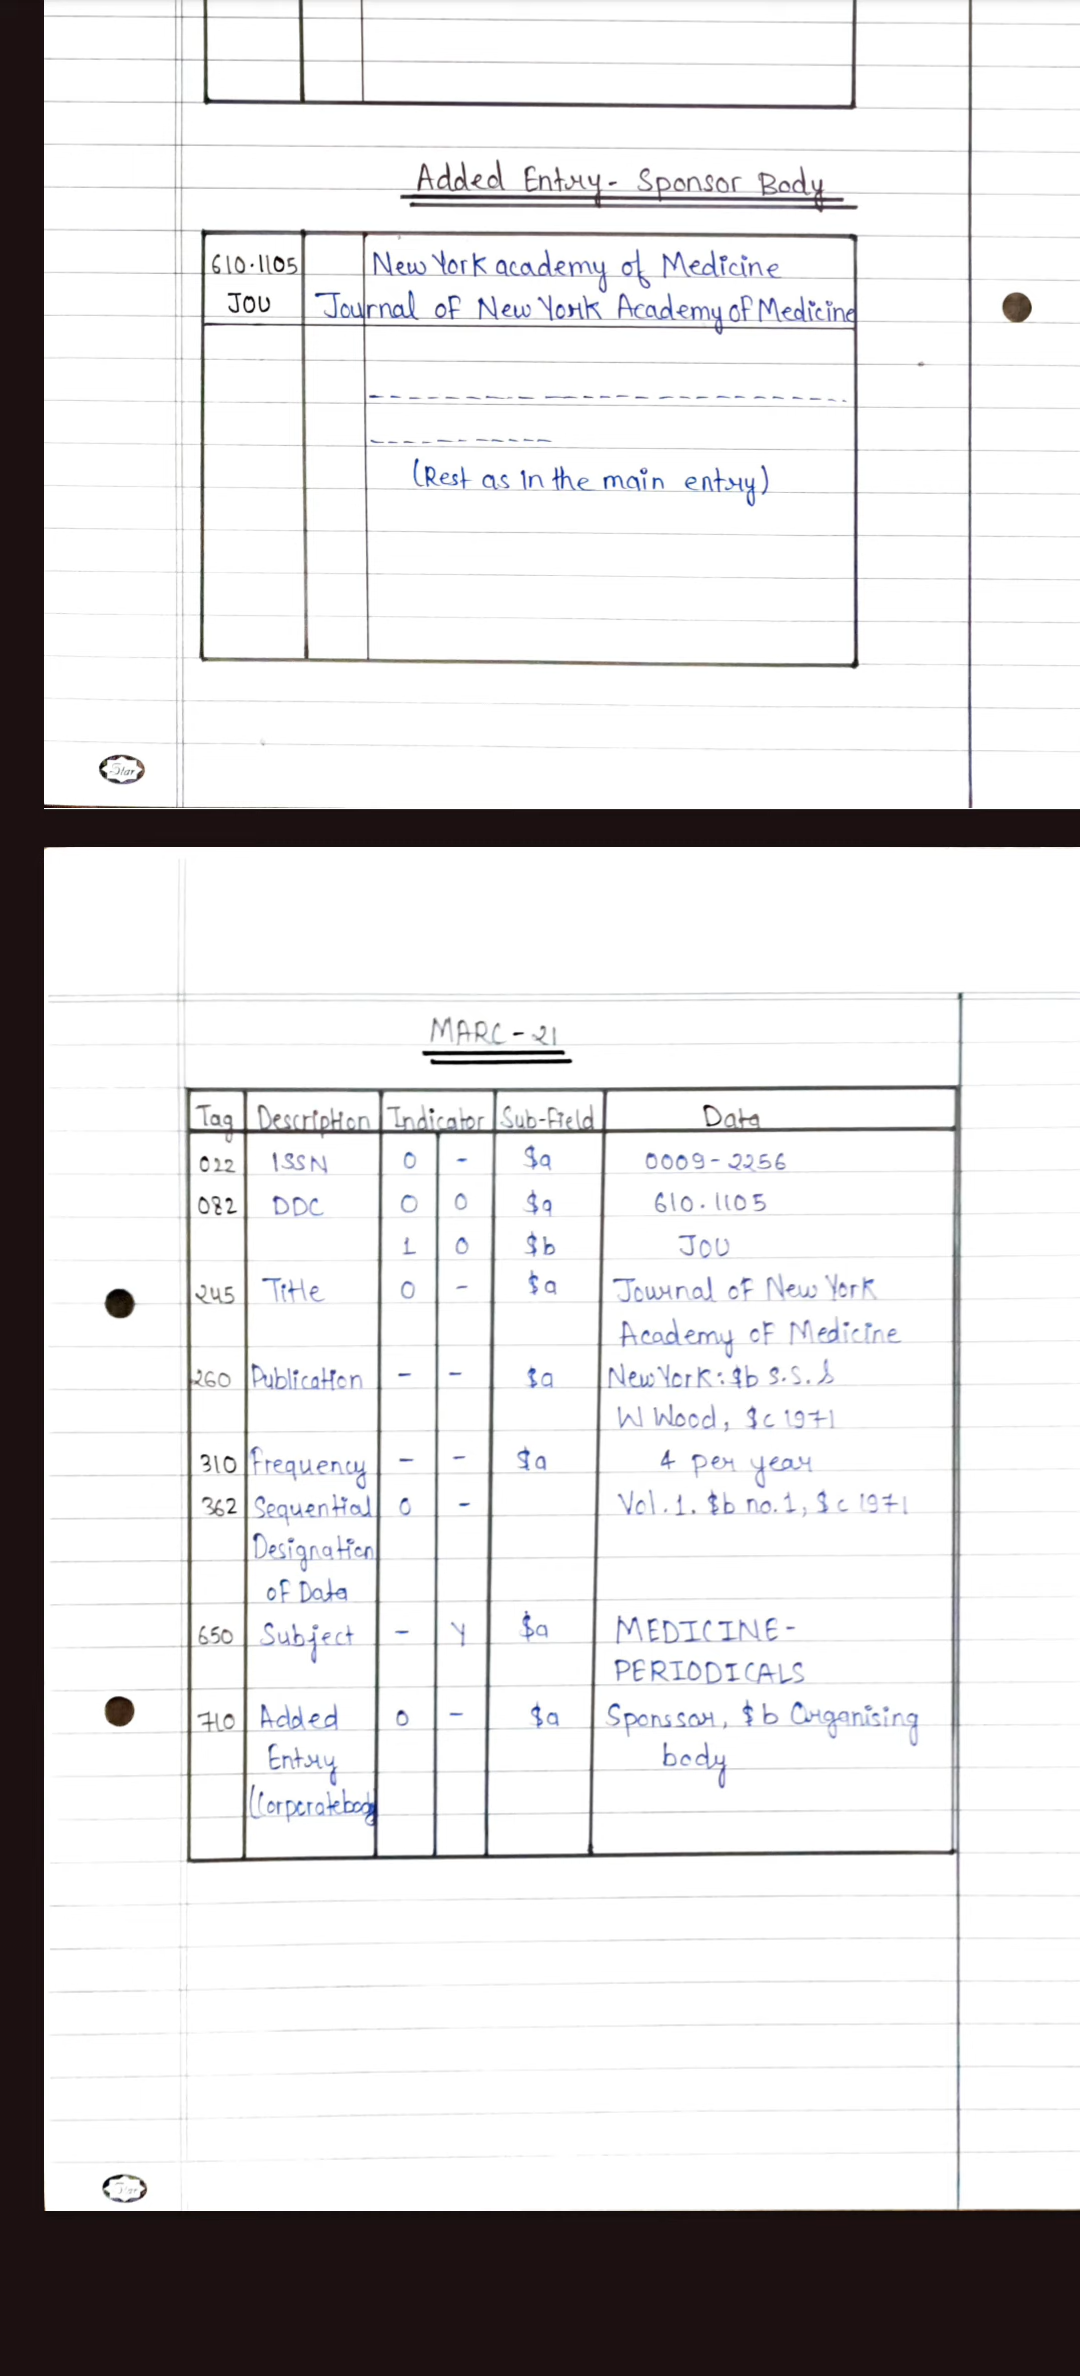 Added Entry- Sponsor Body
610.1105 New York academy of Medicine
JOU Journal of New York Academy of Medicine
(Rest as in the main entry)
Star
MARC-21
Tag Description Indicator Sub-field Data
022 ISSN 0 - $a 0009-2256
082 DDC 0 0 $a 610.1105
1 0 $b JOU
245 Title 0 - $a Journal of New York
Academy of Medicine
260 Publication - - $a New York: $b S.S. &
W Wood, $c 1971
310 Frequency - - $a 4 per year
362 Sequential 0 - Vol.1. $b no.1, $c 1971
Designation
of Data
650 Subject - Y $a MEDICINE-
PERIODICALS
710 Added 0 - $a Sponssor, $b Organising
Entry body
(Corporatebody
Star